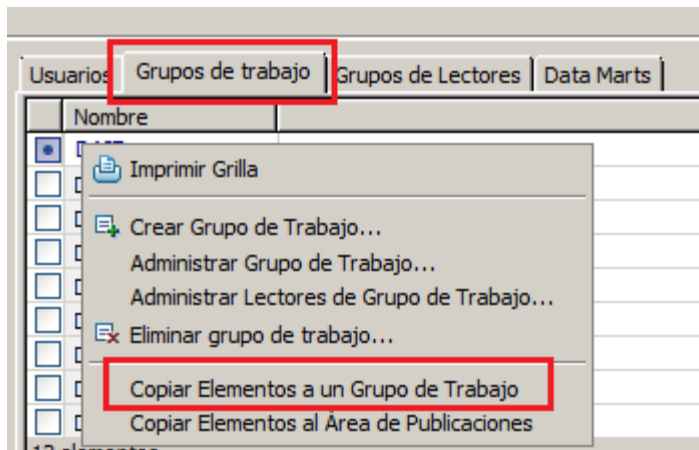 Usuarios Grupos de trabajo Grupos de Lectores Data Marts
Nombre
Imprimir Grilla
Crear Grupo de Trabajo...
Administrar Grupo de Trabajo...
Administrar Lectores de Grupo de Trabajo...
Eliminar grupo de trabajo...
Copiar Elementos a un Grupo de Trabajo
Copiar Elementos al Área de Publicaciones